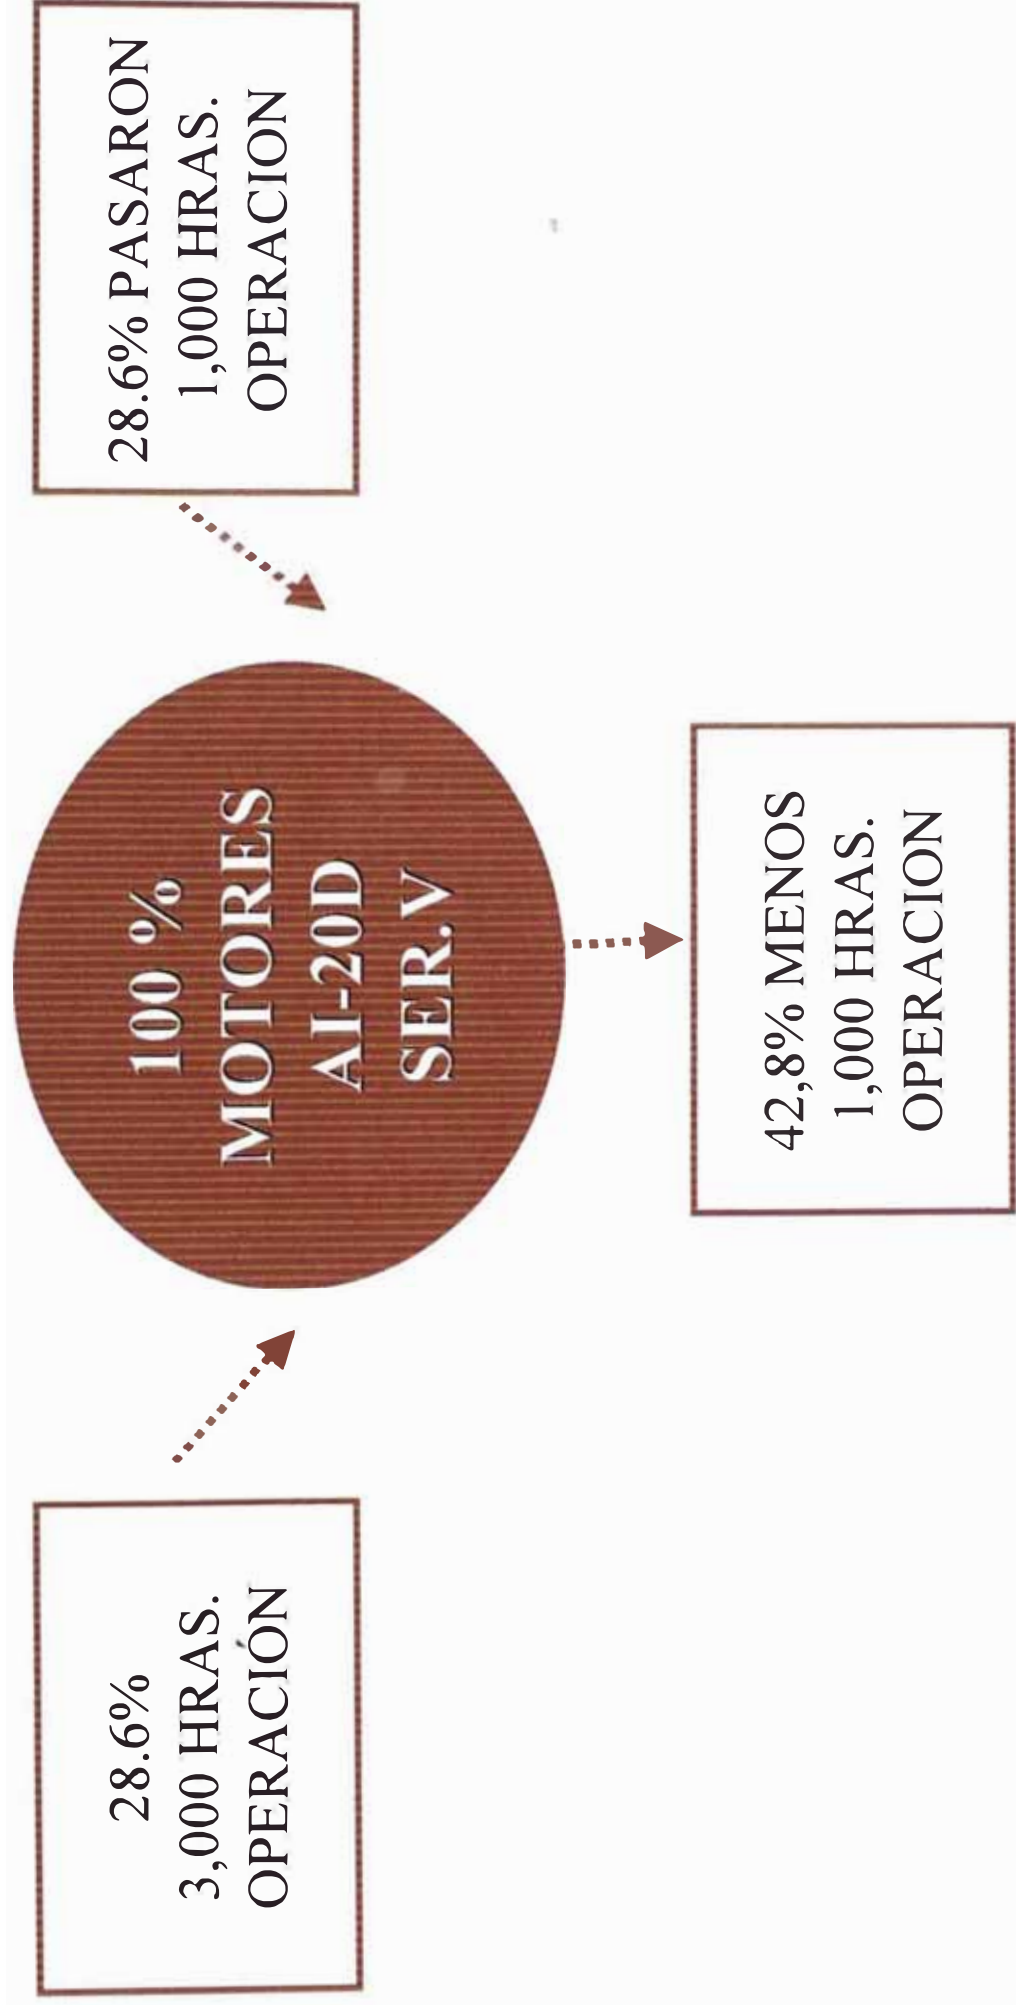 28.6%
3,000 HRAS.
OPERACIÓN
100 %
MOTORES
AI-20D
SER. V
28.6% PASARON
1,000 HRAS.
OPERACION
42,8% MENOS
1,000 HRAS.
OPERACION